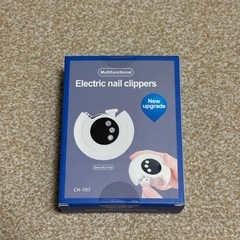 Multifunctional
Electric nail clippers
New
upgrade
CH-707